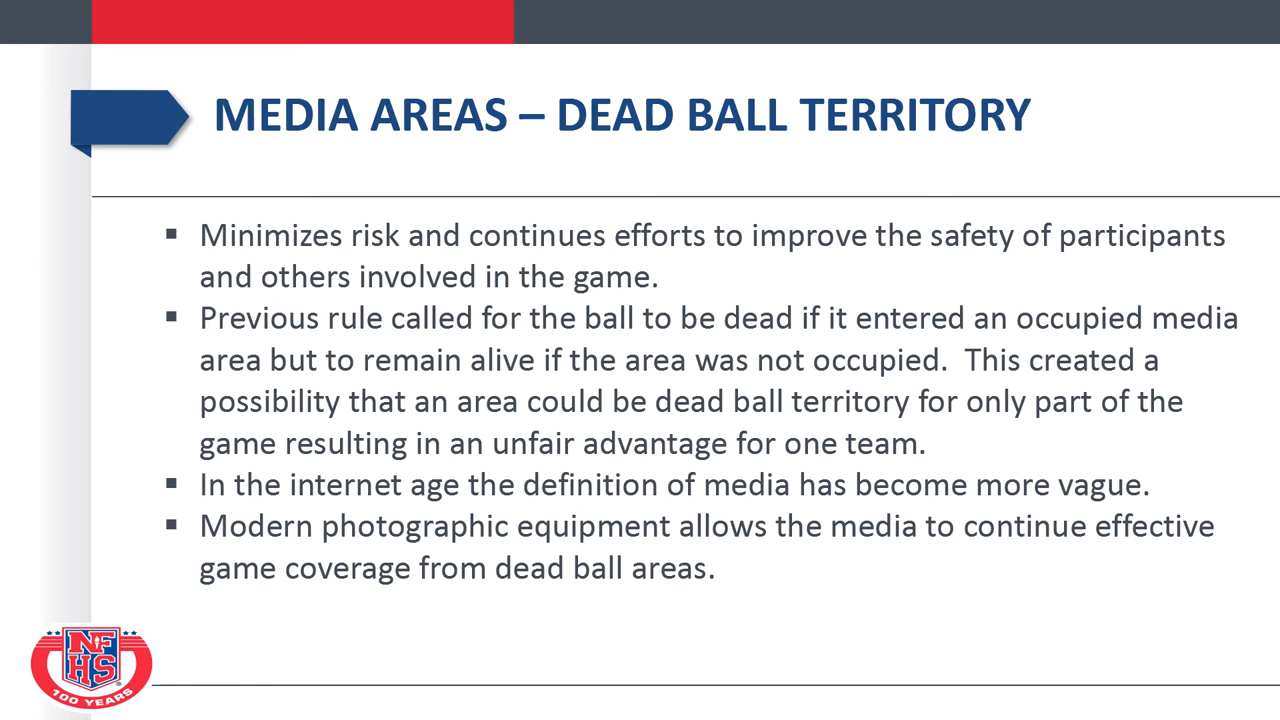 MEDIA AREAS – DEAD BALL TERRITORY
▪ Minimizes risk and continues efforts to improve the safety of participants
and others involved in the game.
▪ Previous rule called for the ball to be dead if it entered an occupied media
area but to remain alive if the area was not occupied.  This created a
possibility that an area could be dead ball territory for only part of the
game resulting in an unfair advantage for one team.
▪ In the internet age the definition of media has become more vague.
▪ Modern photographic equipment allows the media to continue effective
game coverage from dead ball areas.
NF
HS
®
100 YEARS